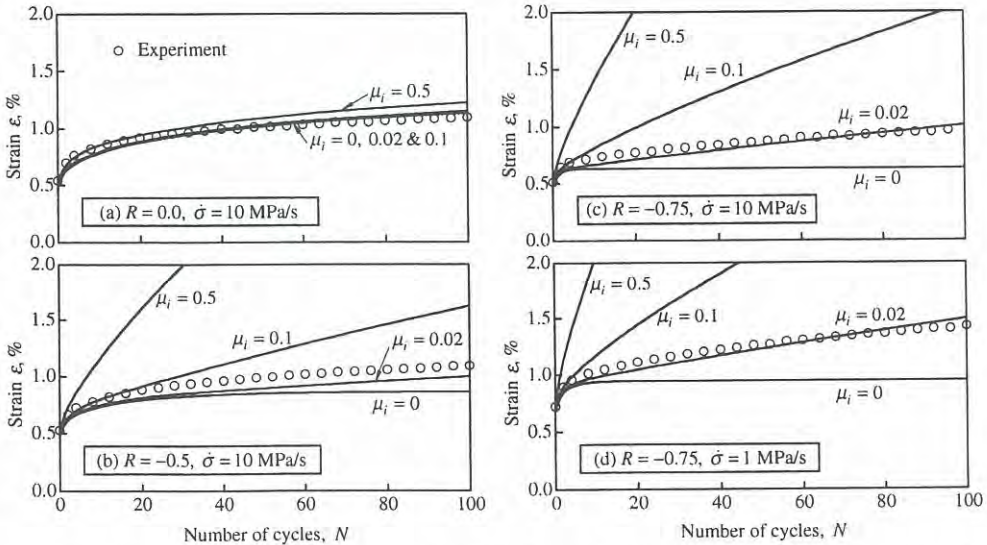 2.0
1.5
1.0
0.5
0.0
Strain ε, %
Experiment
μi = 0.5
μi = 0, 0.02 & 0.1
(a) R = 0.0, σ̇ = 10 MPa/s
2.0
1.5
1.0
0.5
0.0
Strain ε, %
μi = 0.5
μi = 0.1
μi = 0.02
μi = 0
(c) R = −0.75, σ̇ = 10 MPa/s
2.0
1.5
1.0
0.5
0.0
Strain ε, %
μi = 0.5
μi = 0.1
μi = 0.02
μi = 0
(b) R = −0.5, σ̇ = 10 MPa/s
0 20 40 60 80 100
Number of cycles, N
2.0
1.5
1.0
0.5
0.0
Strain ε, %
μi = 0.5
μi = 0.1
μi = 0.02
μi = 0
(d) R = −0.75, σ̇ = 1 MPa/s
0 20 40 60 80 100
Number of cycles, N